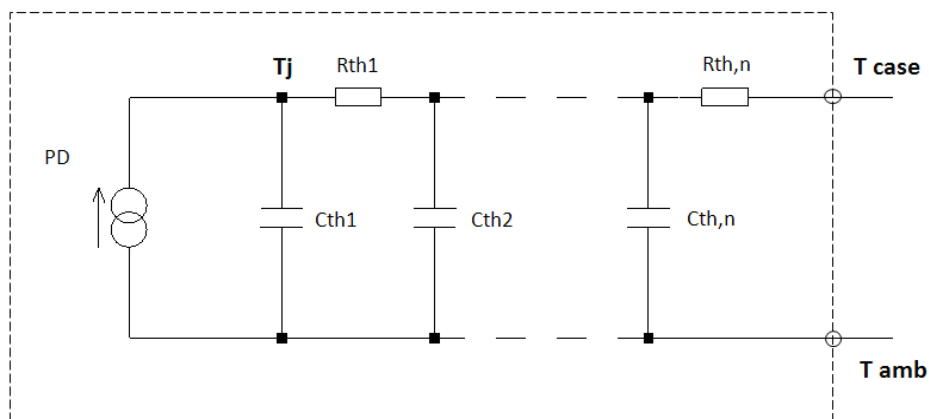 Tj
Rth1
Rth,n
T case
PD
Cth1
Cth2
Cth,n
T amb